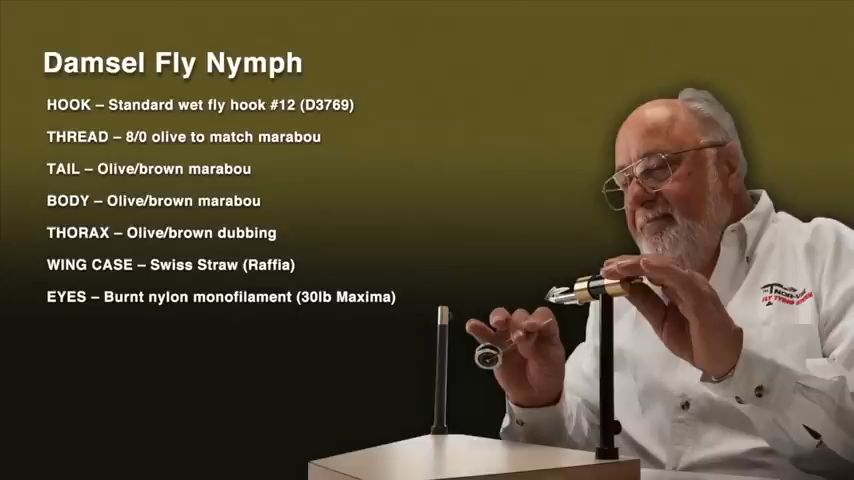 Damsel Fly Nymph
HOOK – Standard wet fly hook #12 (D3769)
THREAD – 8/0 olive to match marabou
TAIL – Olive/brown marabou
BODY – Olive/brown marabou
THORAX – Olive/brown dubbing
WING CASE – Swiss Straw (Raffia)
EYES – Burnt nylon monofilament (30lb Maxima)